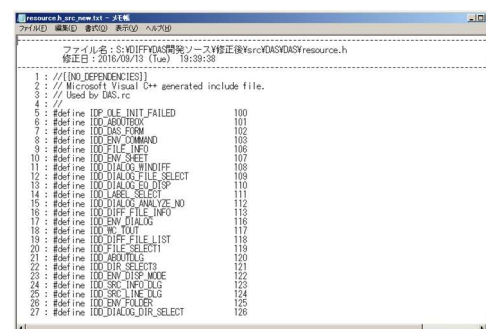 resource.h_src_new.txt - メモ帳
ファイル(F) 編集(E) 書式(O) 表示(V) ヘルプ(H)
ファイル名：S:¥DIFF¥DAS開発ソース¥修正後¥src¥DAS¥DAS¥resource.h
修正日：2016/09/13 (Tue) 19:39:38
1 : //[[NO_DEPENDENCIES]]
2 : // Microsoft Visual C++ generated include file.
3 : // Used by DAS.rc
4 : //
5 : #define IDP_OLE_INIT_FAILED 100
6 : #define IDD_ABOUTBOX 101
7 : #define IDD_DAS_FORM 102
8 : #define IDD_ENV_COMMAND 103
9 : #define IDD_FILE_INFO 106
10 : #define IDD_ENV_SHEET 107
11 : #define IDD_DIALOG_WINDIFF 108
12 : #define IDD_DIALOG_FILE_SELECT 109
13 : #define IDD_DIALOG_EQ_DISP 110
14 : #define IDD_LABEL_SELECT 111
15 : #define IDD_DIALOG_ANALYZE_NO 112
16 : #define IDD_DIFF_FILE_INFO 113
17 : #define IDD_ENV_DIALOG 116
18 : #define IDD_WC_TOUT 117
19 : #define IDD_DIFF_FILE_LIST 118
20 : #define IDD_FILE_SELECT1 119
21 : #define IDD_ABOUTDLG 120
22 : #define IDD_DIR_SELECT3 121
23 : #define IDD_ENV_DISP_MODE 122
24 : #define IDD_SRC_INFO_DLG 123
25 : #define IDD_SRC_LINE_DLG 124
26 : #define IDD_ENV_FOLDER 125
27 : #define IDD_DIALOG_DIR_SELECT 126